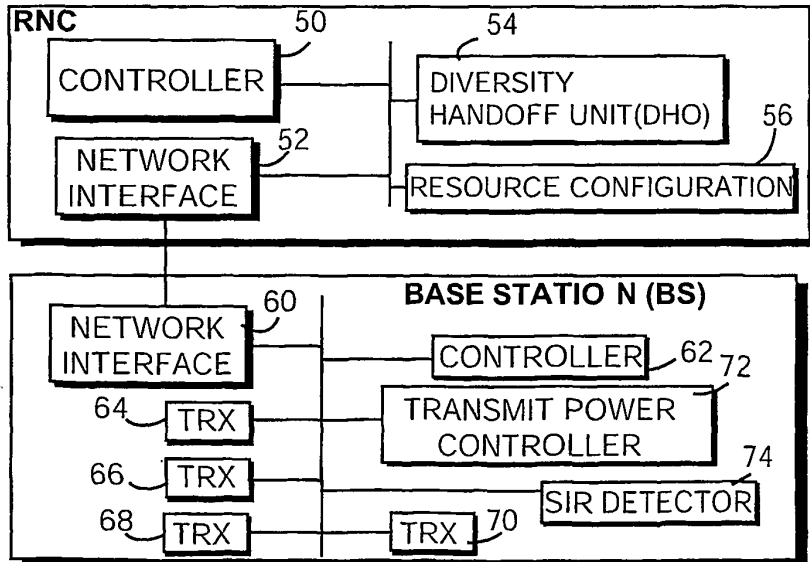 RNC
50
CONTROLLER
54
DIVERSITY
HANDOFF UNIT(DHO)
52
NETWORK
INTERFACE
56
RESOURCE CONFIGURATION
BASE STATIO N (BS)
60
NETWORK
INTERFACE
CONTROLLER
62
64
TRX
72
TRANSMIT POWER
CONTROLLER
66
TRX
74
SIR DETECTOR
68
TRX
TRX
70